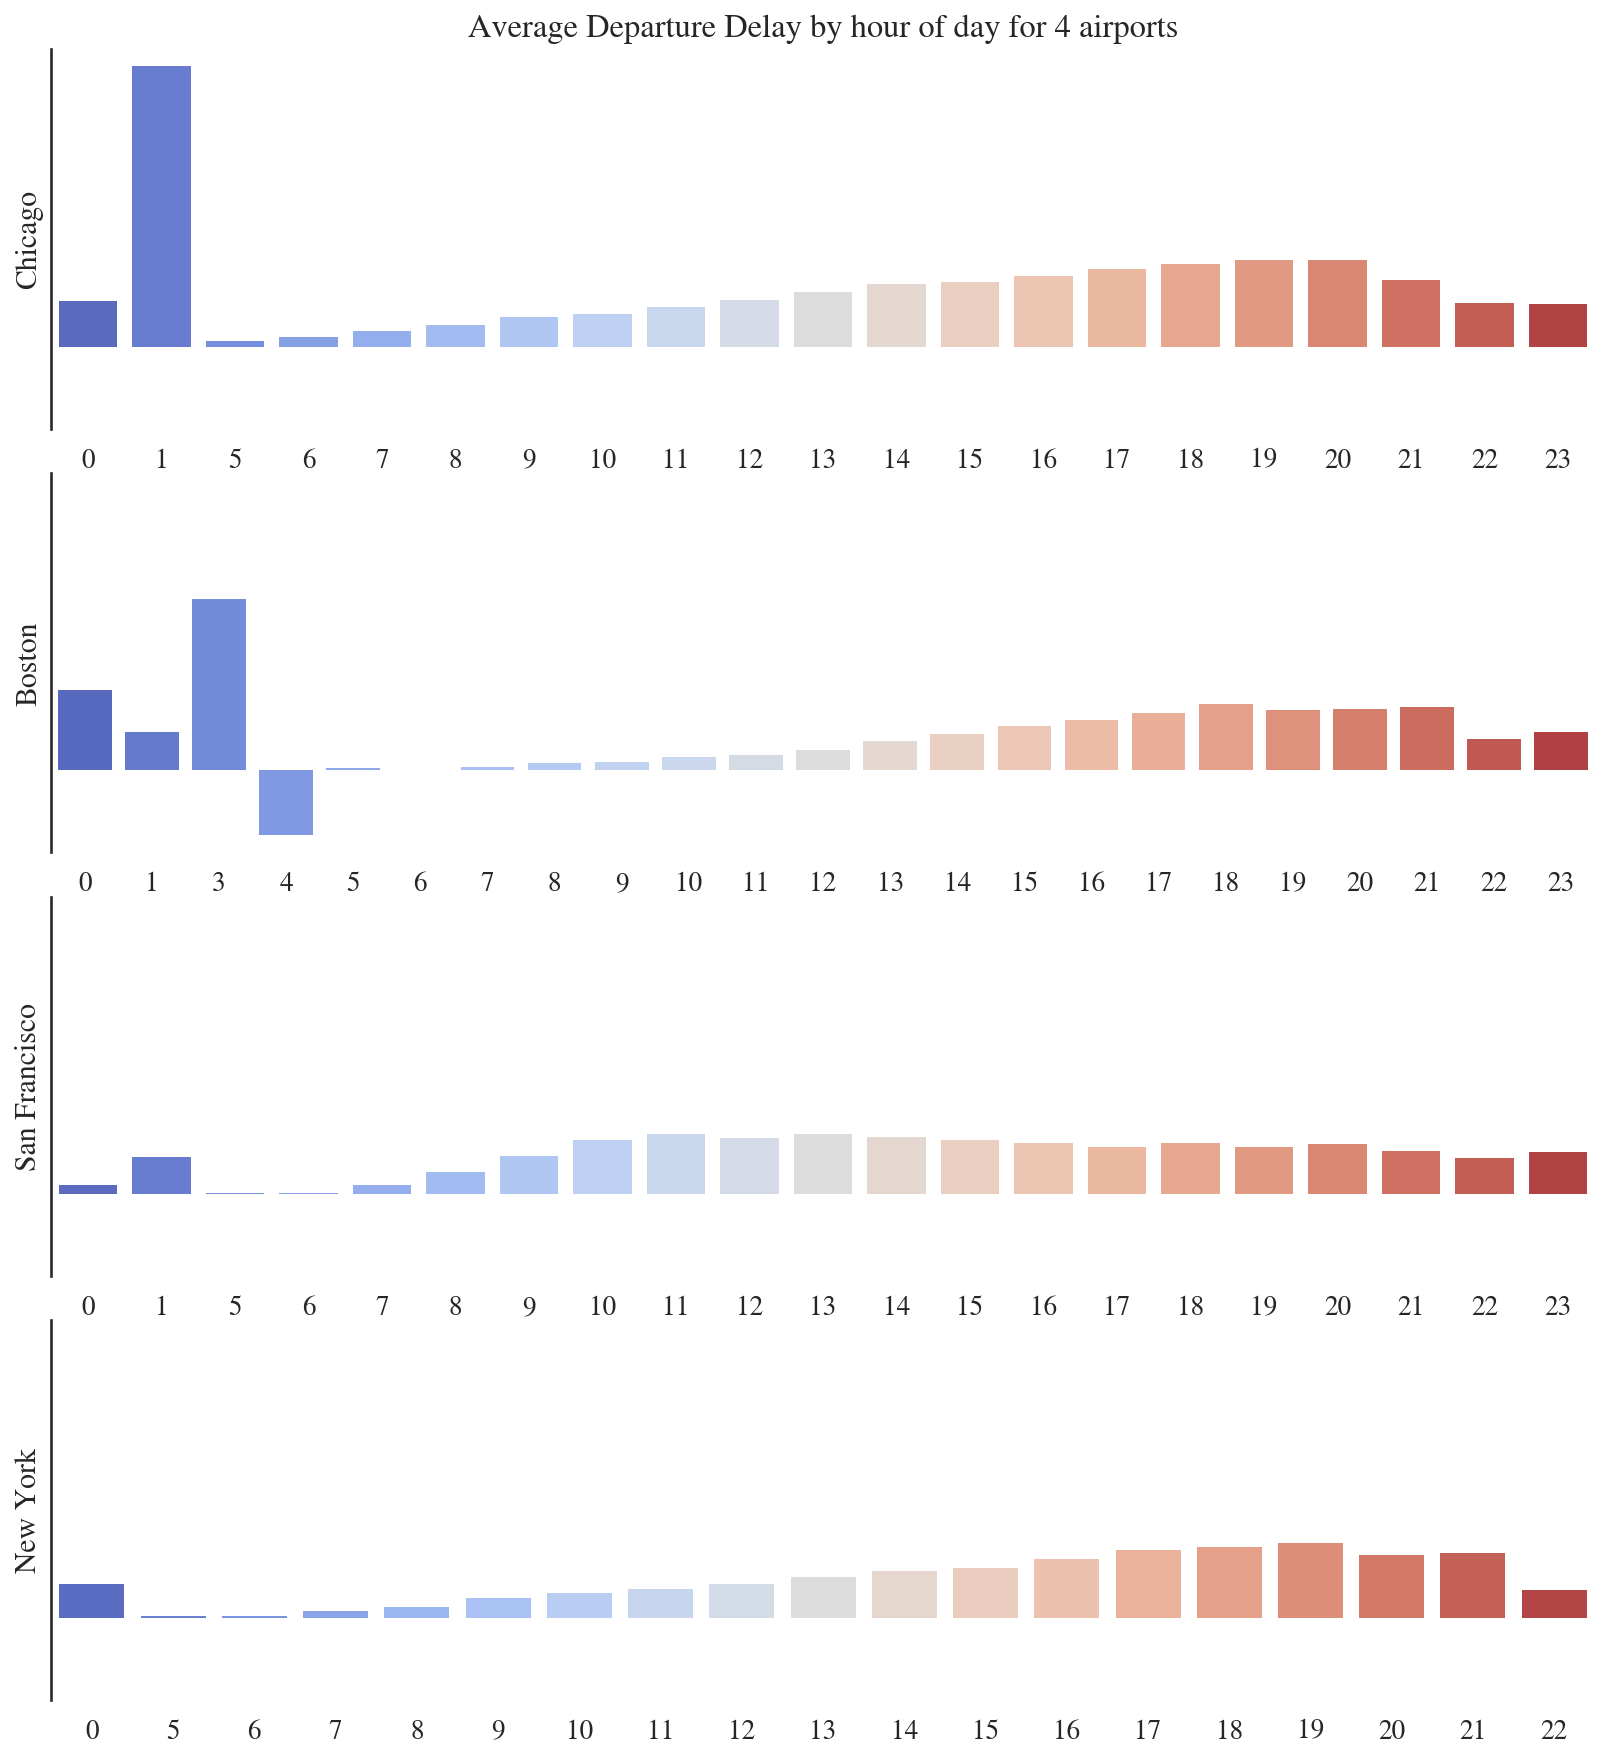 Average Departure Delay by hour of day for 4 airports
Chicago
0 1 5 6 7 8 9 10 11 12 13 14 15 16 17 18 19 20 21 22 23
Boston
0 1 3 4 5 6 7 8 9 10 11 12 13 14 15 16 17 18 19 20 21 22 23
San Francisco
0 1 5 6 7 8 9 10 11 12 13 14 15 16 17 18 19 20 21 22 23
New York
0 5 6 7 8 9 10 11 12 13 14 15 16 17 18 19 20 21 22